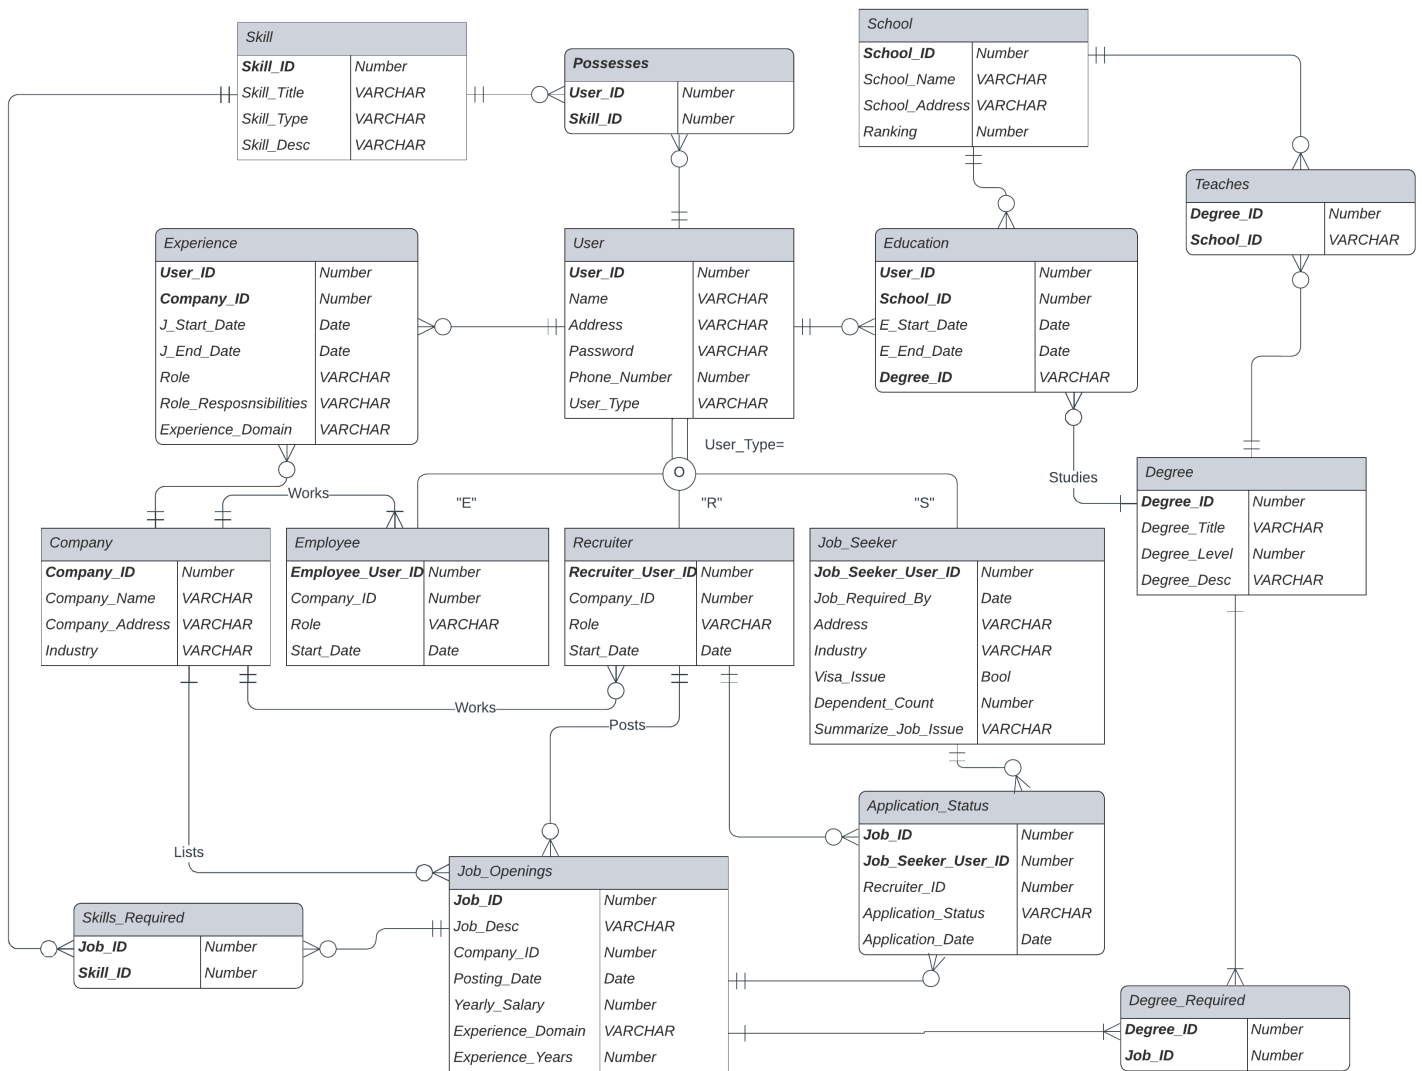 Skill
Skill_ID Number
Skill_Title VARCHAR
Skill_Type VARCHAR
Skill_Desc VARCHAR
Possesses
User_ID Number
Skill_ID Number
School
School_ID Number
School_Name VARCHAR
School_Address VARCHAR
Ranking Number
Teaches
Degree_ID Number
School_ID VARCHAR
Experience
User_ID Number
Company_ID Number
J_Start_Date Date
J_End_Date Date
Role VARCHAR
Role_Resposnsibilities VARCHAR
Experience_Domain VARCHAR
User
User_ID Number
Name VARCHAR
Address VARCHAR
Password VARCHAR
Phone_Number Number
User_Type VARCHAR
Education
User_ID Number
School_ID Number
E_Start_Date Date
E_End_Date Date
Degree_ID VARCHAR
User_Type=
O
"E"
"R"
"S"
Studies
Works
Degree
Degree_ID Number
Degree_Title VARCHAR
Degree_Level Number
Degree_Desc VARCHAR
Company
Company_ID Number
Company_Name VARCHAR
Company_Address VARCHAR
Industry VARCHAR
Employee
Employee_User_ID Number
Company_ID Number
Role VARCHAR
Start_Date Date
Recruiter
Recruiter_User_ID Number
Company_ID Number
Role VARCHAR
Start_Date Date
Job_Seeker
Job_Seeker_User_ID Number
Job_Required_By Date
Address VARCHAR
Industry VARCHAR
Visa_Issue Bool
Dependent_Count Number
Summarize_Job_Issue VARCHAR
Works
Posts
Lists
Application_Status
Job_ID Number
Job_Seeker_User_ID Number
Recruiter_ID Number
Application_Status VARCHAR
Application_Date Date
Job_Openings
Job_ID Number
Job_Desc VARCHAR
Company_ID Number
Posting_Date Date
Yearly_Salary Number
Experience_Domain VARCHAR
Experience_Years Number
Skills_Required
Job_ID Number
Skill_ID Number
Degree_Required
Degree_ID Number
Job_ID Number